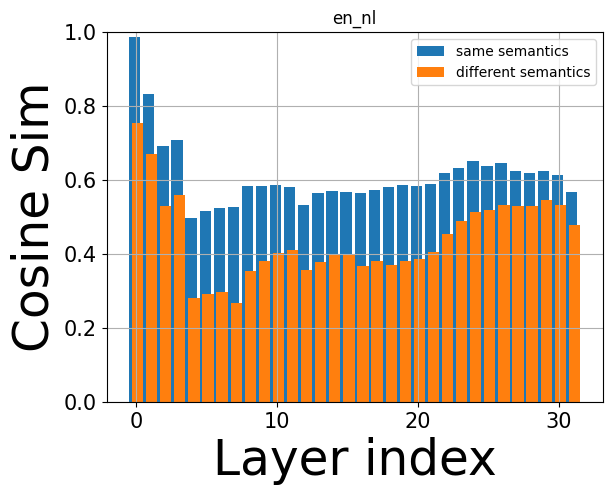 en_nl
same semantics
different semantics
Cosine Sim
1.0
0.8
0.6
0.4
0.2
0.0
0 10 20 30
Layer index